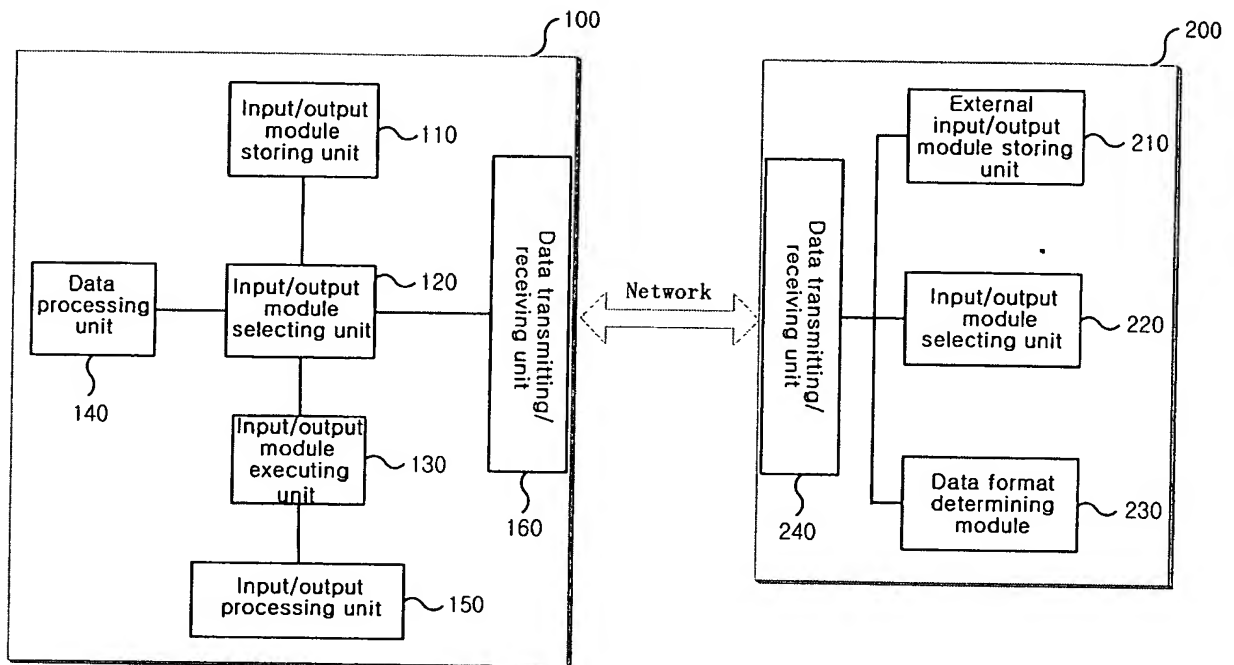 100
Input/output
module
storing unit
110
Data
processing
unit
140
Input/output
module
selecting unit
120
Input/output
module
executing
unit
130
Input/output
processing unit
150
Data transmitting/
receiving unit
160
Network
200
Data transmitting/
receiving unit
240
External
input/output
module storing
unit
210
Input/output
module
selecting unit
220
Data format
determining
module
230